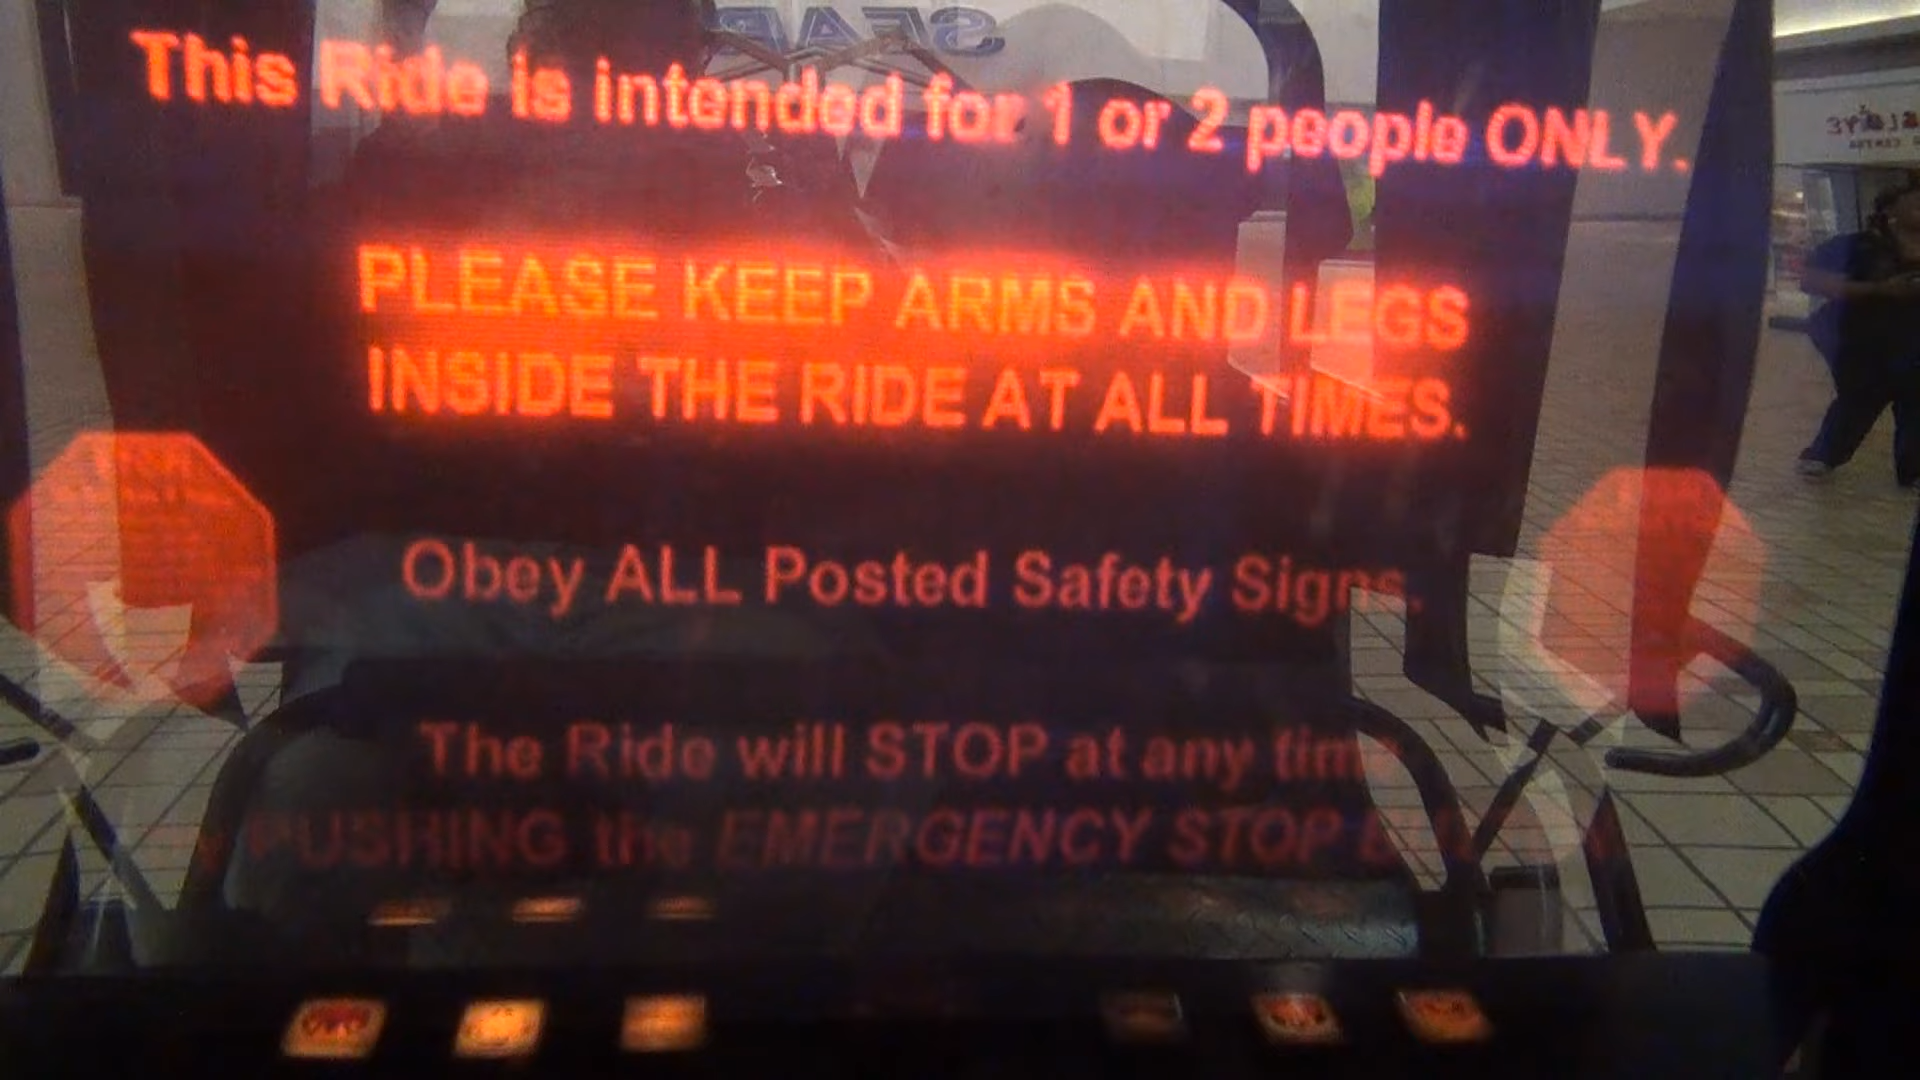 This Ride is intended for 1 or 2 people ONLY.
PLEASE KEEP ARMS AND LEGS
INSIDE THE RIDE AT ALL TIMES.
Obey ALL Posted Safety Signs.
The Ride will STOP at any time
PUSHING the EMERGENCY STOP